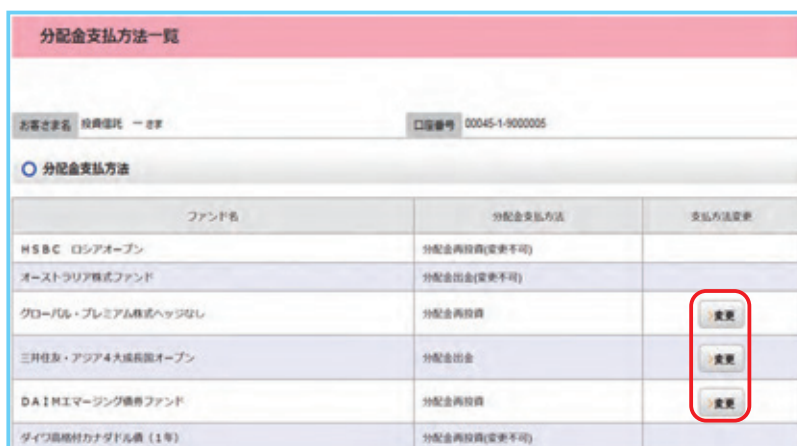 分配金支払方法一覧
お客さま名 投資信託 一 さま 口座番号 00045-1-9000005
分配金支払方法
ファンド名 分配金支払方法 支払方法変更
HSBC ロシアオープン 分配金再投資(変更不可)
オーストラリア株式ファンド 分配金出金(変更不可)
グローバル・プレミアム株式ヘッジなし 分配金再投資 変更
三井住友・アジア4大成長国オープン 分配金出金 変更
DAIMエマージング債券ファンド 分配金再投資 変更
ダイワ高格付カナダドル債(1年) 分配金再投資(変更不可)